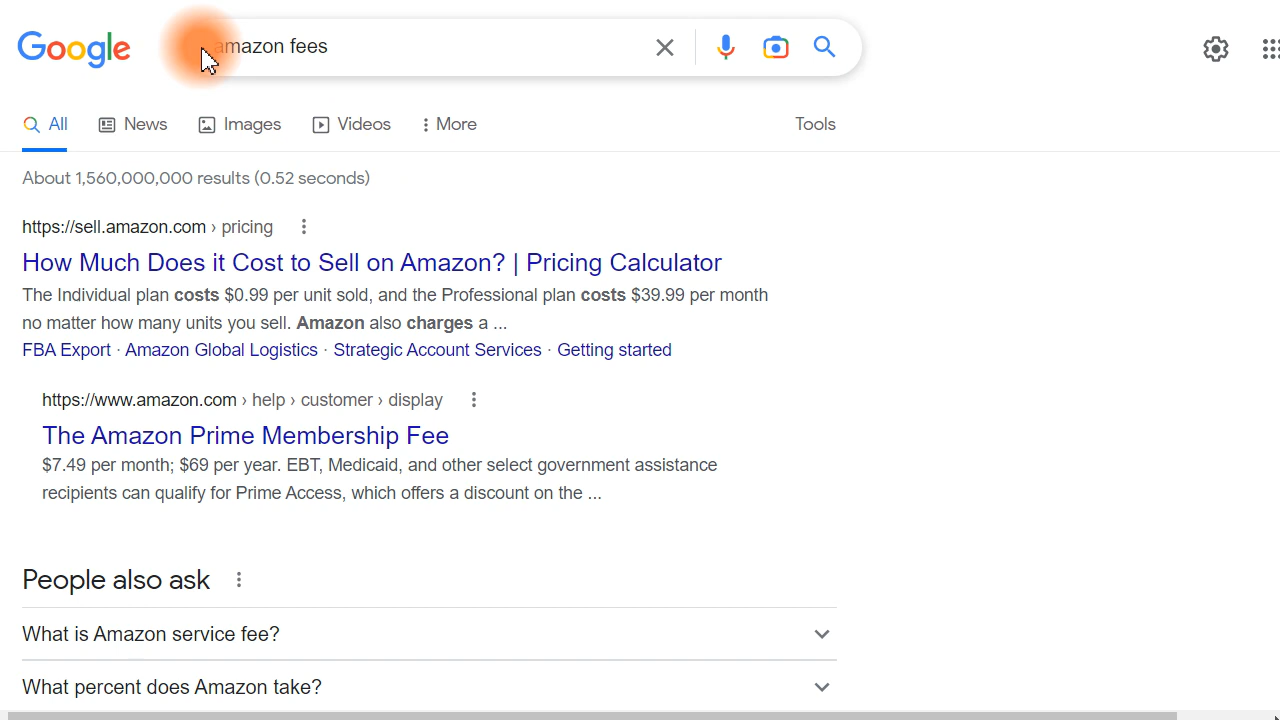 Google
amazon fees
All
News
Images
Videos
More
Tools
About 1,560,000,000 results (0.52 seconds)
https://sell.amazon.com › pricing
How Much Does it Cost to Sell on Amazon? | Pricing Calculator
The Individual plan costs $0.99 per unit sold, and the Professional plan costs $39.99 per month
no matter how many units you sell. Amazon also charges a ...
FBA Export · Amazon Global Logistics · Strategic Account Services · Getting started
https://www.amazon.com › help › customer › display
The Amazon Prime Membership Fee
$7.49 per month; $69 per year. EBT, Medicaid, and other select government assistance
recipients can qualify for Prime Access, which offers a discount on the ...
People also ask
What is Amazon service fee?
What percent does Amazon take?